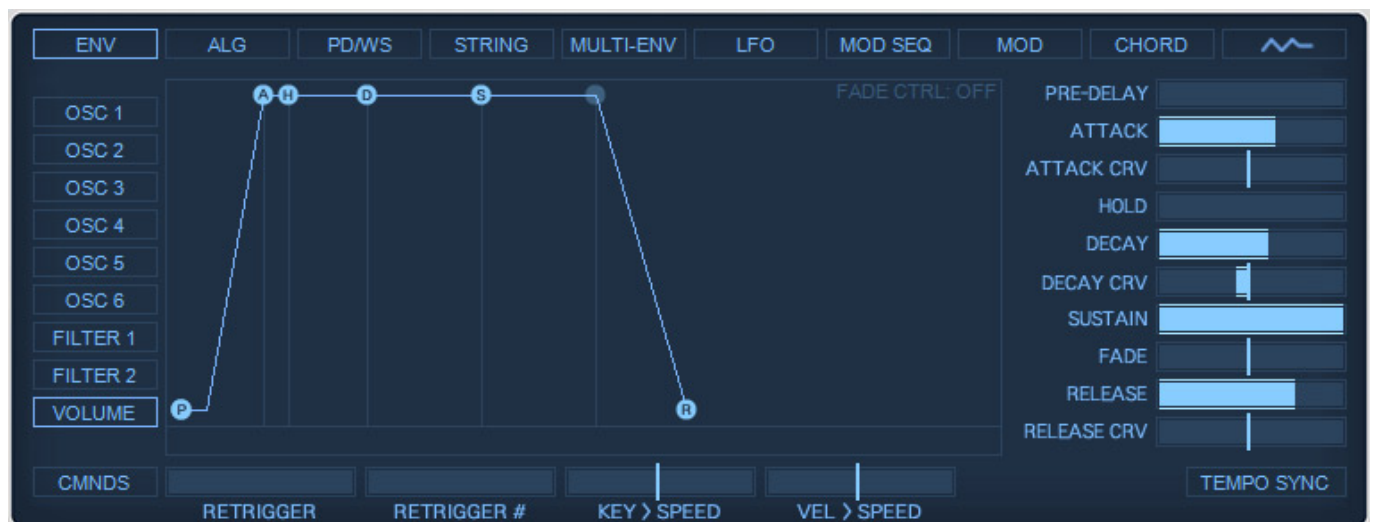 ENV ALG PD/WS STRING MULTI-ENV LFO MOD SEQ MOD CHORD
FADE CTRL: OFF
A H D S
P R
OSC 1
OSC 2
OSC 3
OSC 4
OSC 5
OSC 6
FILTER 1
FILTER 2
VOLUME
PRE-DELAY
ATTACK
ATTACK CRV
HOLD
DECAY
DECAY CRV
SUSTAIN
FADE
RELEASE
RELEASE CRV
CMNDS TEMPO SYNC
RETRIGGER RETRIGGER # KEY > SPEED VEL > SPEED